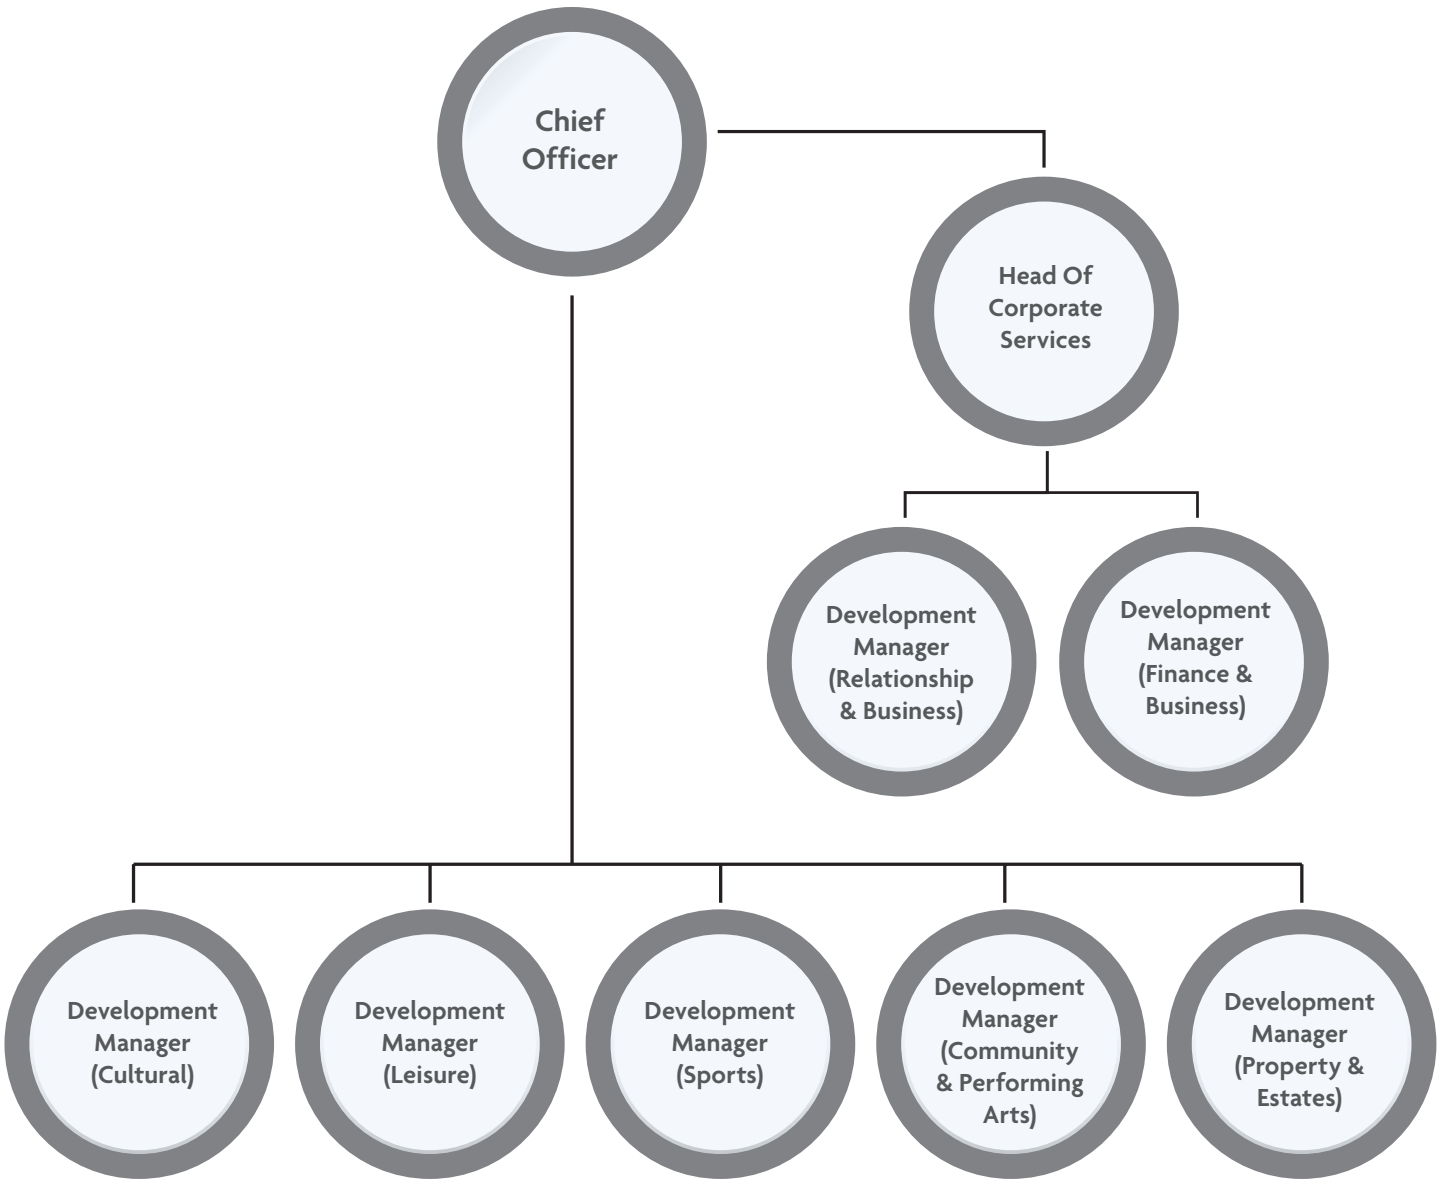 Chief
Officer
Head Of
Corporate
Services
Development
Manager
(Relationship
& Business)
Development
Manager
(Finance &
Business)
Development
Manager
(Cultural)
Development
Manager
(Leisure)
Development
Manager
(Sports)
Development
Manager
(Community
& Performing
Arts)
Development
Manager
(Property &
Estates)